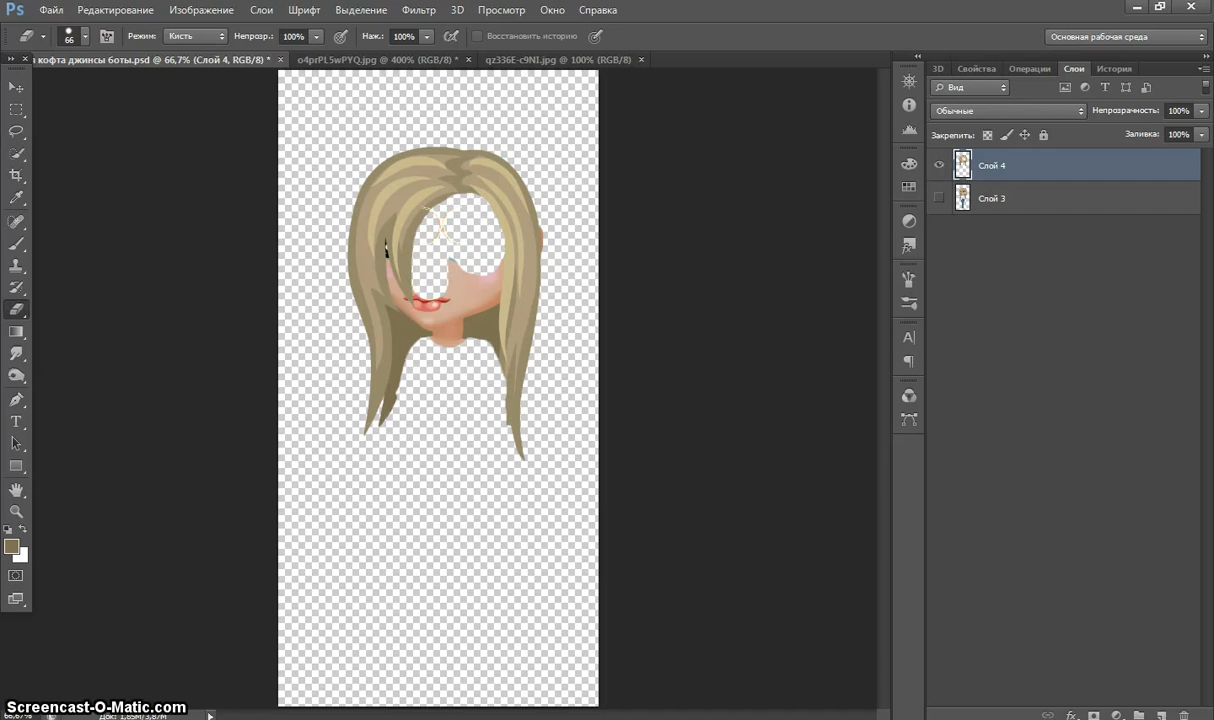 Ps Файл Редактирование Изображение Слои Шрифт Выделение Фильтр 3D Просмотр Окно Справка
66 Режим: Кисть Непрозр.: 100% Наж.: 100% Восстановить историю Основная рабочая среда
кофта джинсы боты.psd @ 66,7% (Слой 4, RGB/8) * × o4prPL5wPYQ.jpg @ 400% (RGB/8) * × qz336E-c9NI.jpg @ 100% (RGB/8) ×
3D Свойства Операции Слои История
Вид
Обычные Непрозрачность: 100%
Закрепить: Заливка: 100%
Слой 4
Слой 3
Screencast-O-Matic.com